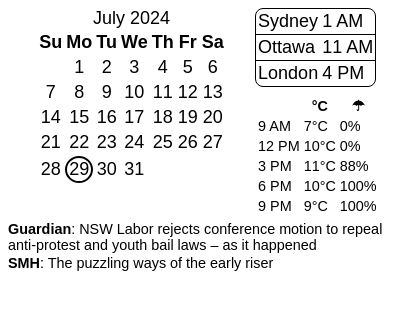 July 2024
Su Mo Tu We Th Fr Sa
1 2 3 4 5 6
7 8 9 10 11 12 13
14 15 16 17 18 19 20
21 22 23 24 25 26 27
28 29 30 31
Sydney 1 AM
Ottawa 11 AM
London 4 PM
°C ☂
9 AM 7°C 0%
12 PM 10°C 0%
3 PM 11°C 88%
6 PM 10°C 100%
9 PM 9°C 100%
Guardian: NSW Labor rejects conference motion to repeal
anti-protest and youth bail laws – as it happened
SMH: The puzzling ways of the early riser